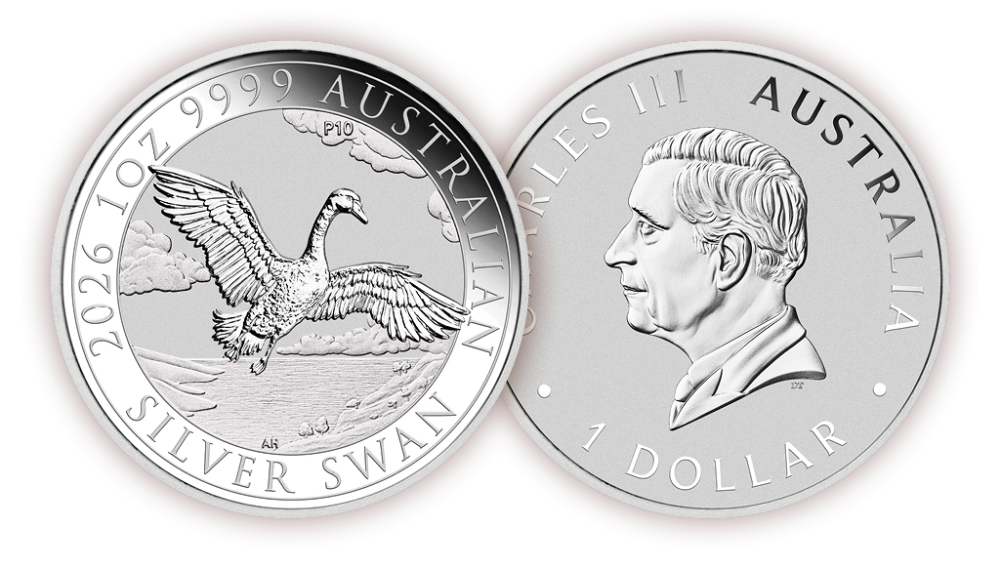 2026 1OZ 9999 AUSTRALIAN
P10
AH
SILVER SWAN
CHARLES III AUSTRALIA
DT
1 DOLLAR